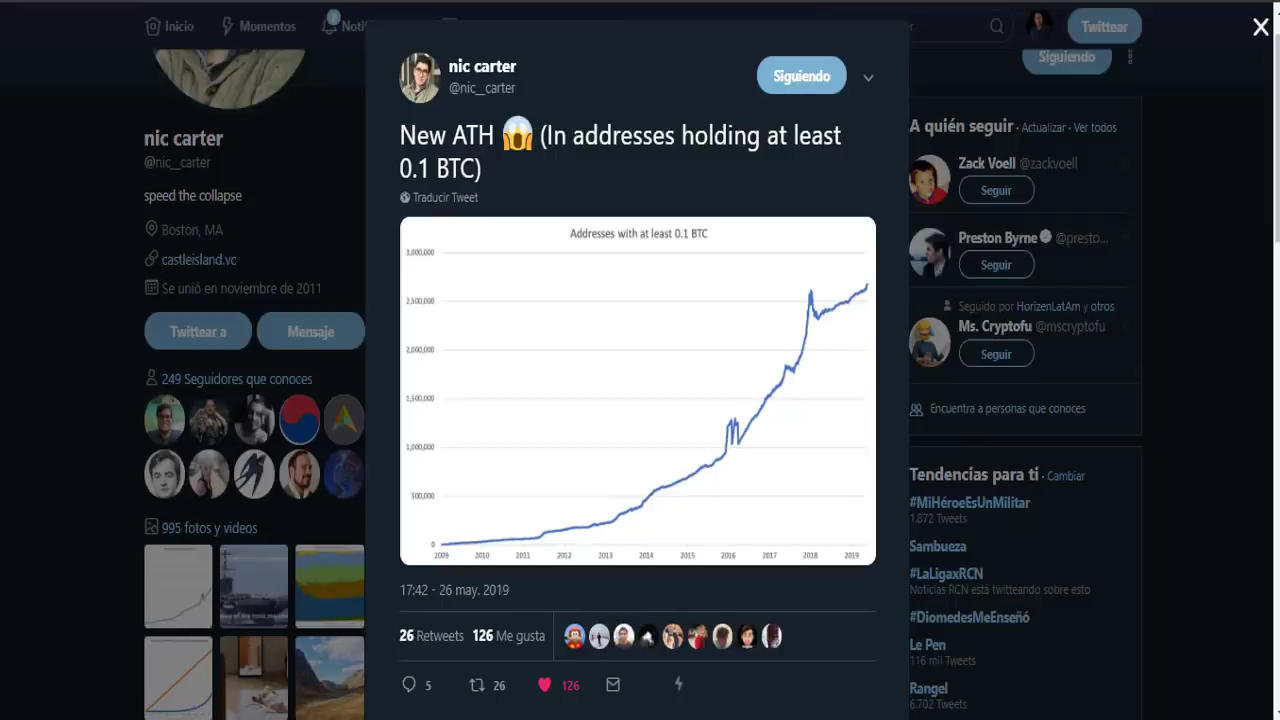 Inicio
Momentos
Noti
Twittear
X
Siguiendo
nic carter
@nic__carter
speed the collapse
Boston, MA
castleisland.vc
Se unió en noviembre de 2011
Twittear a
Mensaje
249 Seguidores que conoces
995 fotos y videos
nic carter
@nic__carter
Siguiendo
New ATH 😱 (In addresses holding at least
0.1 BTC)
Traducir Tweet
Addresses with at least 0.1 BTC
3,000,000
2,500,000
2,000,000
1,500,000
1,000,000
500,000
0
2009 2010 2011 2012 2013 2014 2015 2016 2017 2018 2019
17:42 - 26 may. 2019
26 Retweets 126 Me gusta
5 26 126
A quién seguir · Actualizar · Ver todos
Zack Voell @zackvoell
Seguir
Preston Byrne @presto...
Seguir
Seguido por HorizenLatAm y otros
Ms. Cryptofu @mscryptofu
Seguir
Encuentra a personas que conoces
Tendencias para ti · Cambiar
#MiHéroeEsUnMilitar
1.872 Tweets
Sambueza
#LaLigaxRCN
Noticias RCN está twitteando sobre esto
#DiomedesMeEnseñó
Le Pen
116 mil Tweets
Rangel
6.702 Tweets